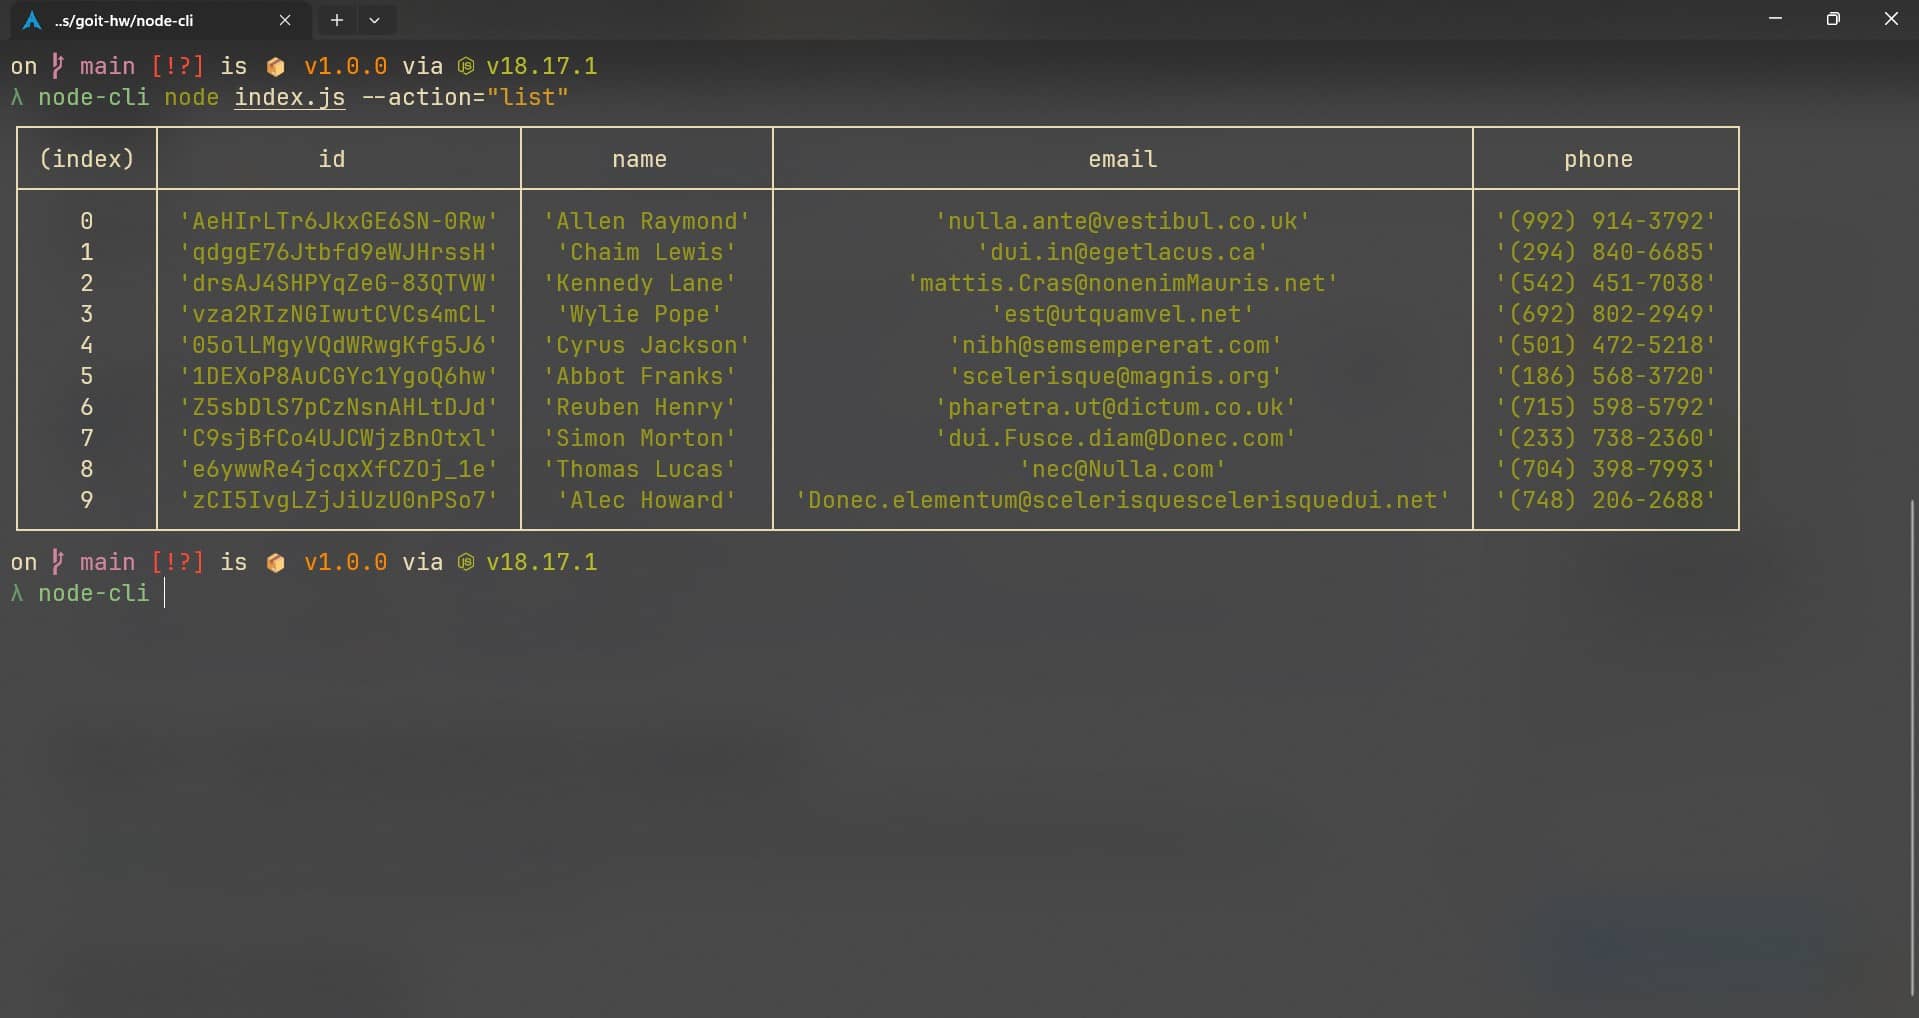 ..s/goit-hw/node-cli
on main [!?] is 📦 v1.0.0 via v18.17.1
λ node-cli node index.js --action="list"
(index) id name email phone
0 'AeHIrLTr6JkxGE6SN-0Rw' 'Allen Raymond' 'nulla.ante@vestibul.co.uk' '(992) 914-3792'
1 'qdggE76Jtbfd9eWJHrssH' 'Chaim Lewis' 'dui.in@egetlacus.ca' '(294) 840-6685'
2 'drsAJ4SHPYqZeG-83QTVW' 'Kennedy Lane' 'mattis.Cras@nonenimMauris.net' '(542) 451-7038'
3 'vza2RIzNGIwutCVCs4mCL' 'Wylie Pope' 'est@utquamvel.net' '(692) 802-2949'
4 '05olLMgyVQdWRwgKfg5J6' 'Cyrus Jackson' 'nibh@semsempererat.com' '(501) 472-5218'
5 '1DEXoP8AuCGYc1YgoQ6hw' 'Abbot Franks' 'scelerisque@magnis.org' '(186) 568-3720'
6 'Z5sbDlS7pCzNsnAHLtDJd' 'Reuben Henry' 'pharetra.ut@dictum.co.uk' '(715) 598-5792'
7 'C9sjBfCo4UJCWjzBnOtxl' 'Simon Morton' 'dui.Fusce.diam@Donec.com' '(233) 738-2360'
8 'e6ywwRe4jcqxXfCZOj_1e' 'Thomas Lucas' 'nec@Nulla.com' '(704) 398-7993'
9 'zCI5IvgLZjJiUzU0nPSo7' 'Alec Howard' 'Donec.elementum@scelerisquescelerisquedui.net' '(748) 206-2688'
on main [!?] is 📦 v1.0.0 via v18.17.1
λ node-cli